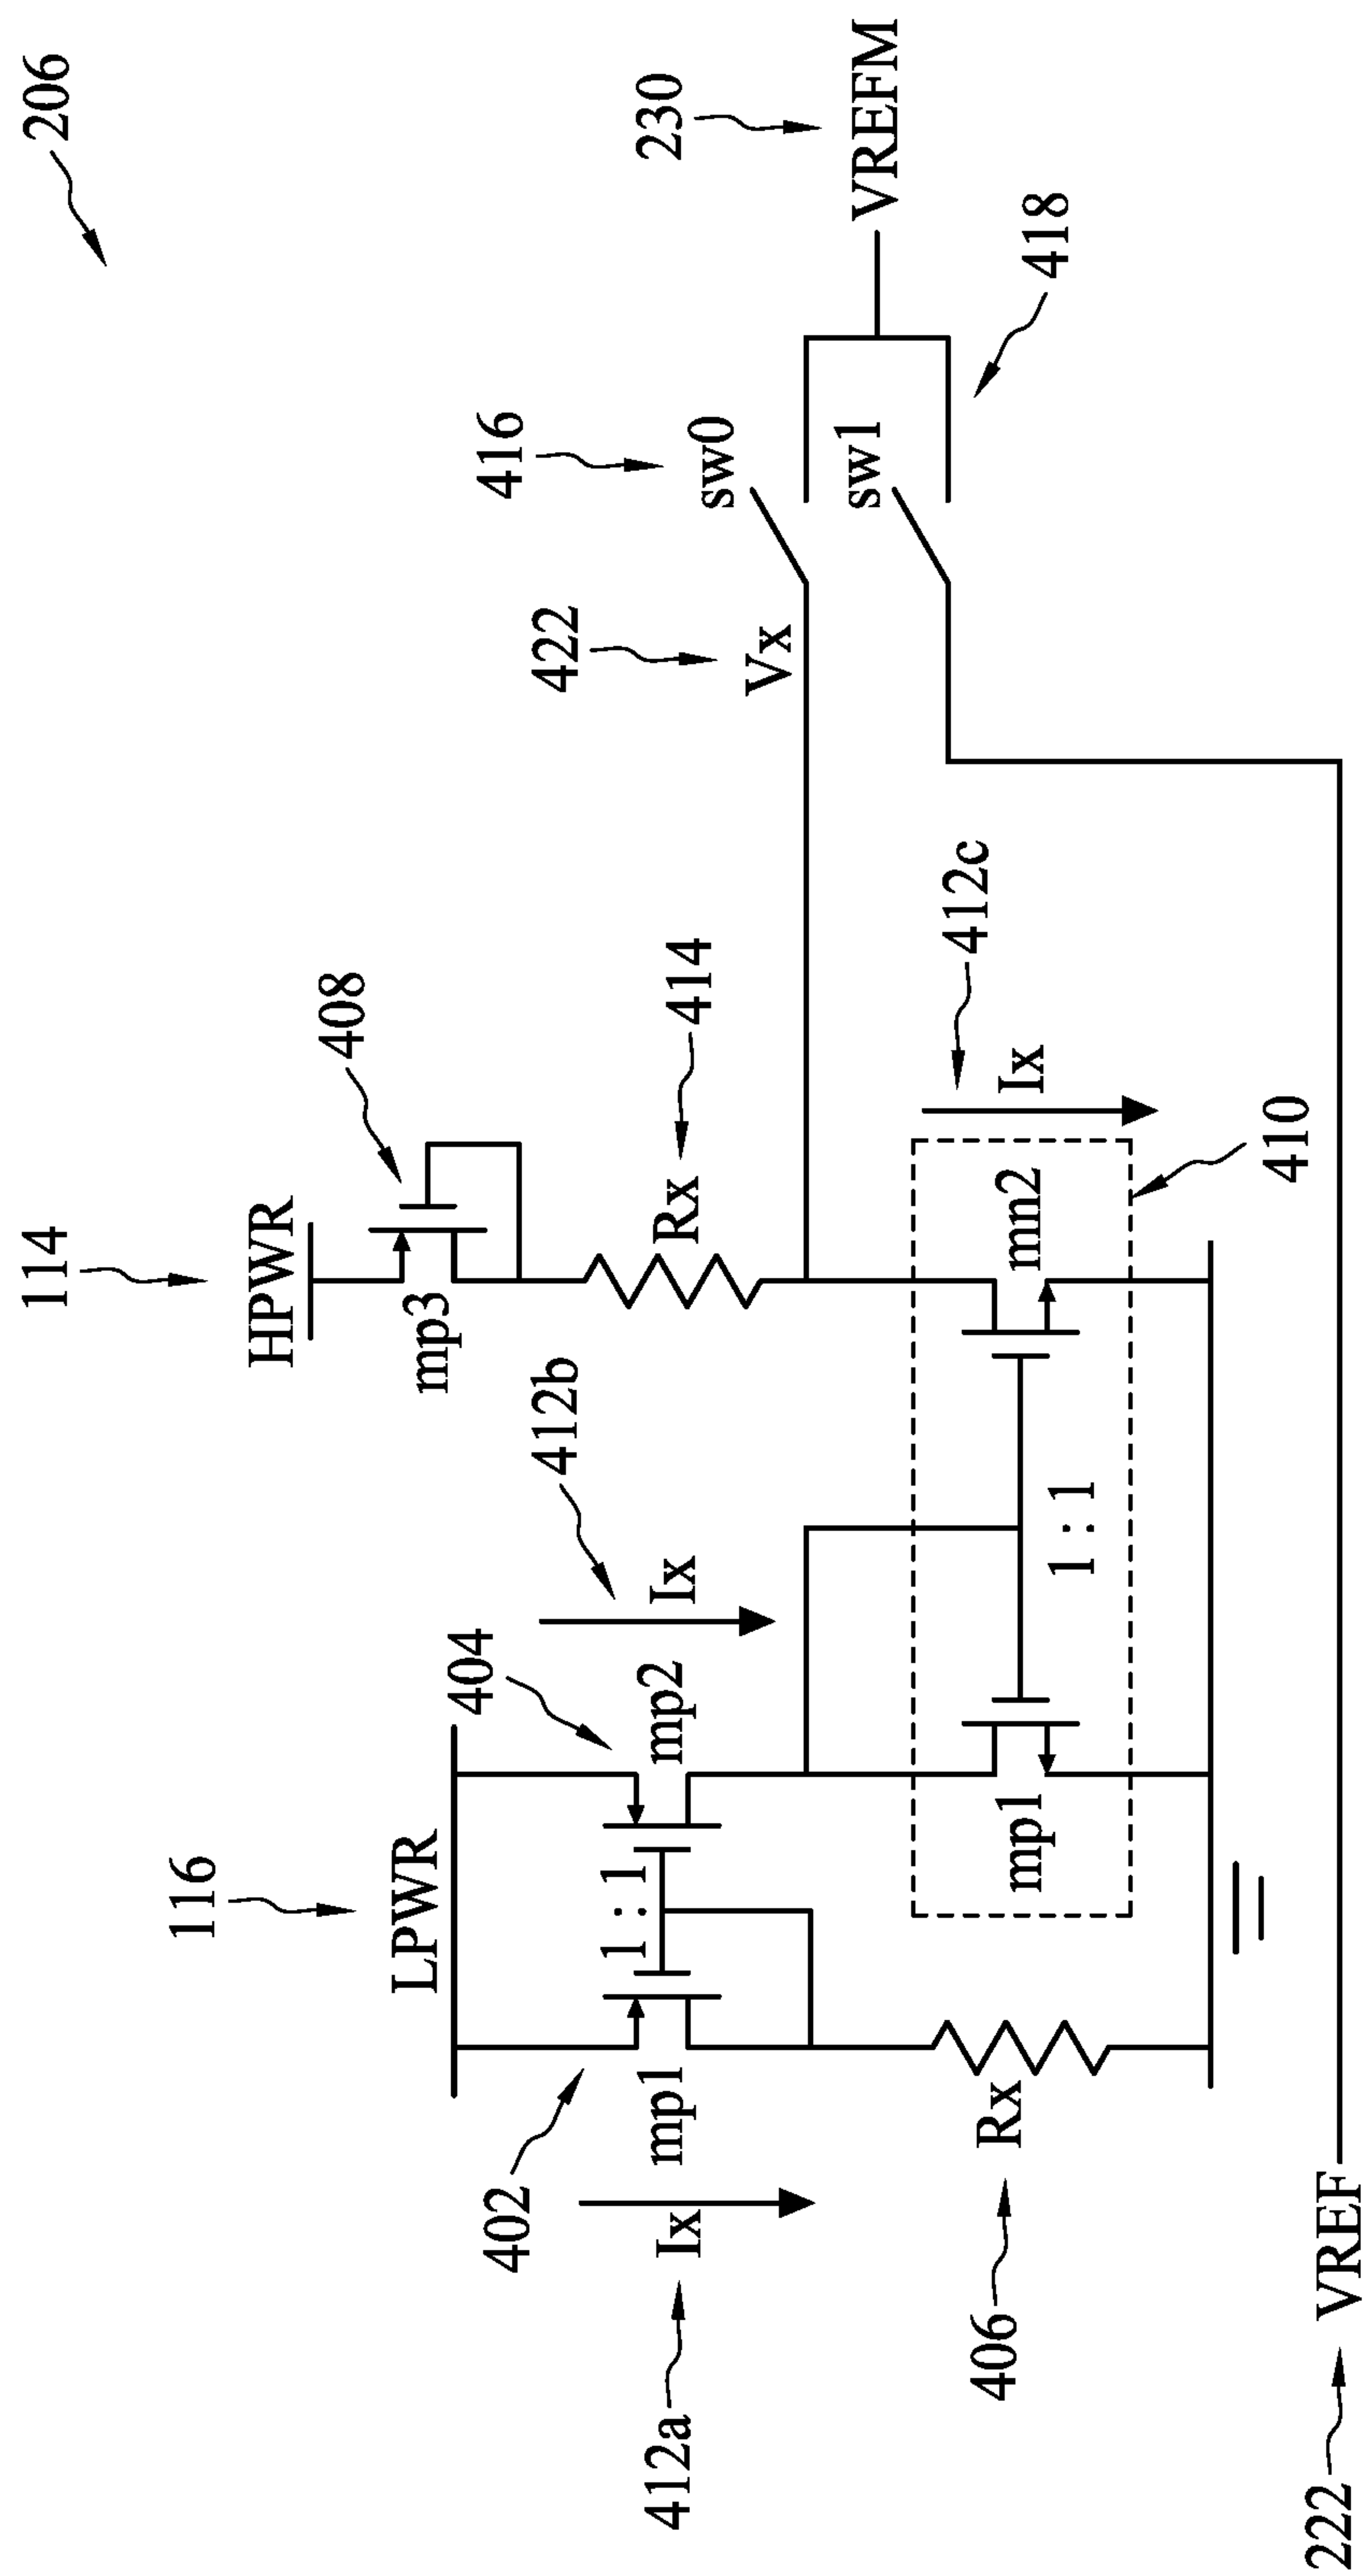 206
114
HPWR
408
mp3
116
LPWR
404
412b
402
mp1
1 : 1
mp2
Ix
412a
Ix
Rx
414
422
Vx
416
sw0
sw1
230
VREFM
418
406
Rx
mp1
1 : 1
mn2
412c
Ix
410
222
VREF